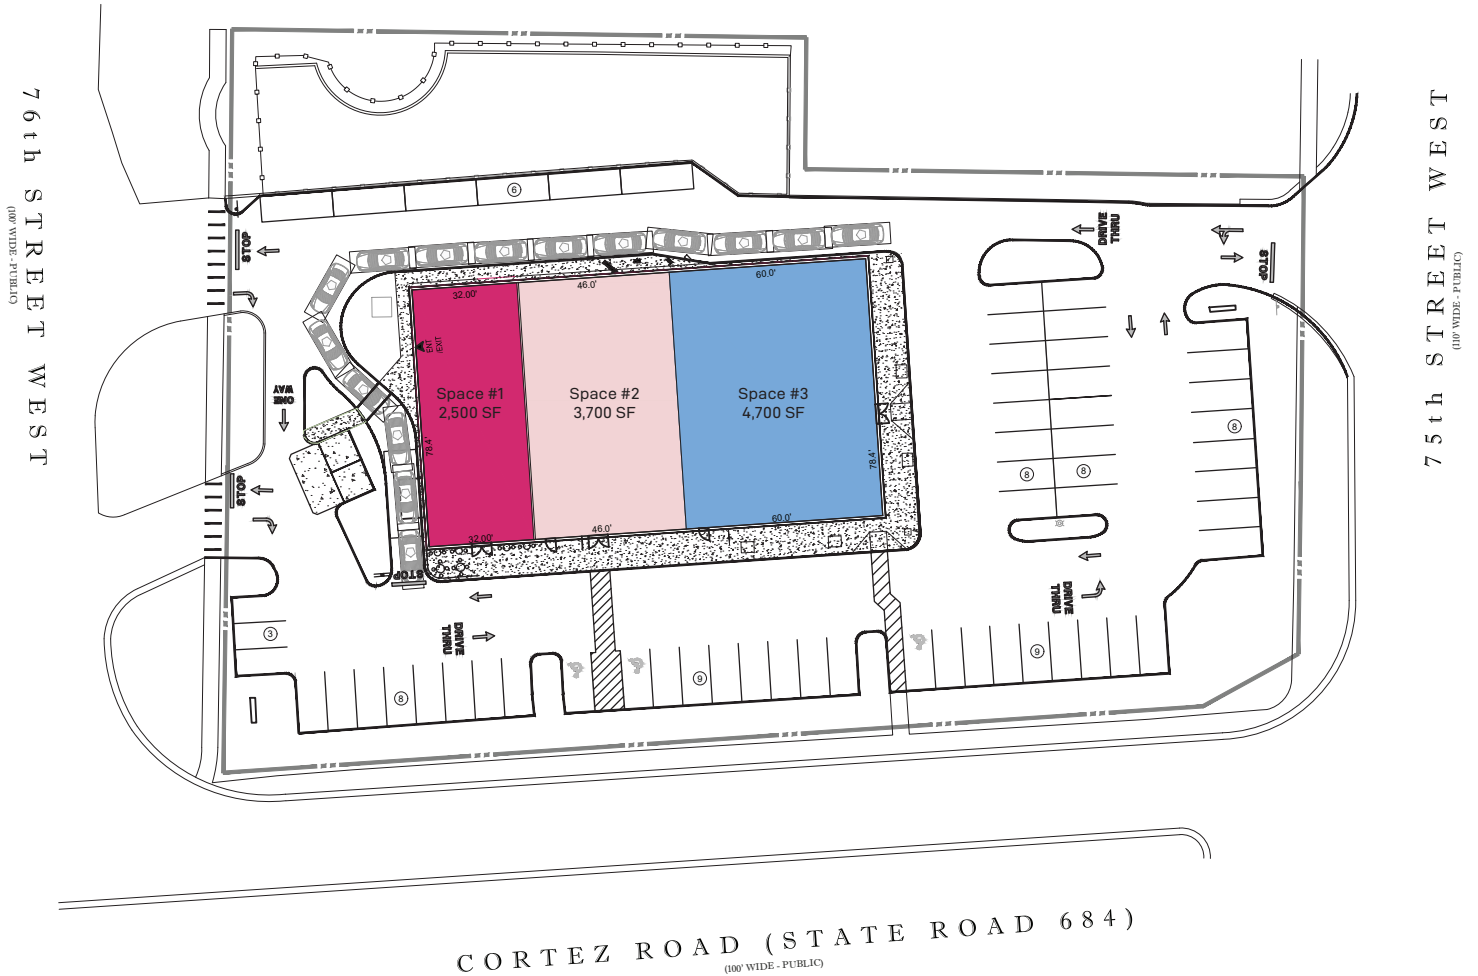 76th STREET WEST
(100' WIDE - PUBLIC)
75th STREET WEST
(110' WIDE - PUBLIC)
6
STOP
DRIVE
THRU
STOP
32.00'
46.0'
60.0'
ENT
/EXIT
ONE
WAY
Space #1
2,500 SF
Space #2
3,700 SF
Space #3
4,700 SF
78.4'
78.4'
8
8
8
STOP
32.00'
46.0'
60.0'
STOP
DRIVE
THRU
DRIVE
THRU
3
8
9
9
CORTEZ ROAD (STATE ROAD 684)
(100' WIDE - PUBLIC)